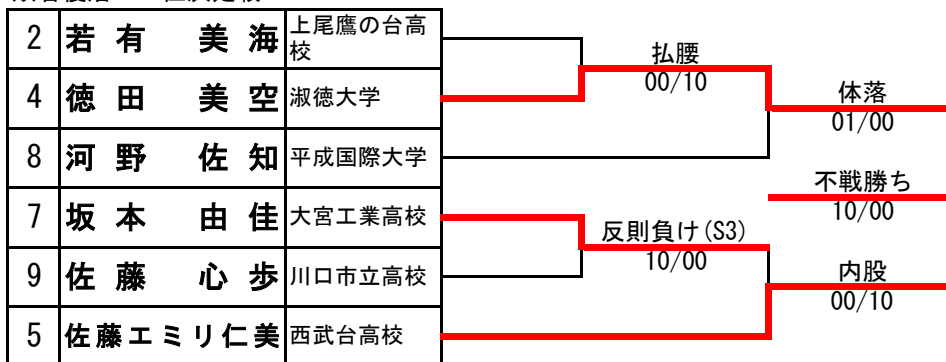 2 若有 美海 上尾鷹の台高校
4 徳田 美空 淑徳大学
8 河野 佐知 平成国際大学
7 坂本 由佳 大宮工業高校
9 佐藤 心歩 川口市立高校
5 佐藤エミリ仁美 西武台高校
払腰
00/10
体落
01/00
不戦勝ち
10/00
反則負け(S3)
10/00
内股
00/10